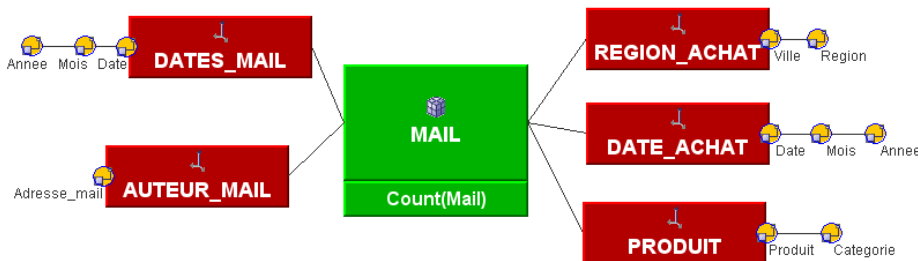 Annee Mois Date
DATES_MAIL
Adresse_mail
AUTEUR_MAIL
MAIL
Count(Mail)
REGION_ACHAT
Ville Region
DATE_ACHAT
Date Mois Annee
PRODUIT
Produit Categorie